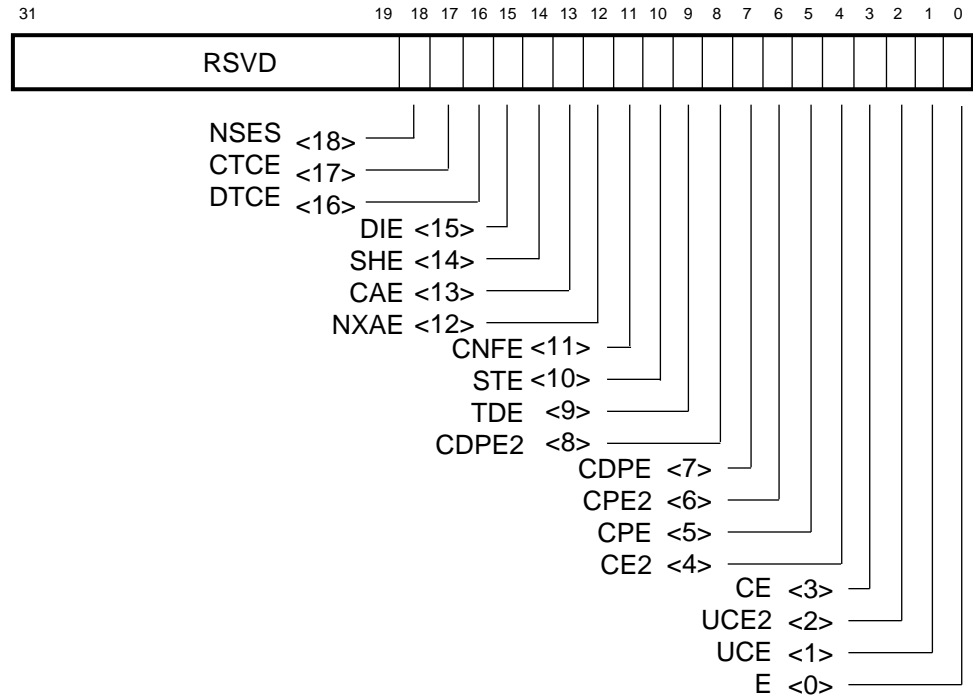 31 19 18 17 16 15 14 13 12 11 10 9 8 7 6 5 4 3 2 1 0
RSVD
NSES <18>
CTCE <17>
DTCE <16>
DIE <15>
SHE <14>
CAE <13>
NXAE <12>
CNFE <11>
STE <10>
TDE <9>
CDPE2 <8>
CDPE <7>
CPE2 <6>
CPE <5>
CE2 <4>
CE <3>
UCE2 <2>
UCE <1>
E <0>